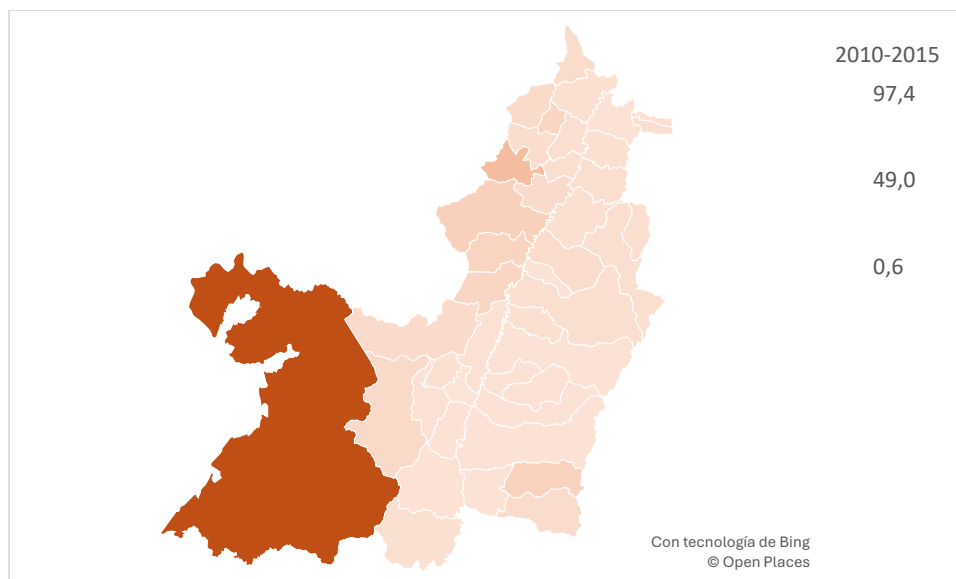 2010-2015
97,4
49,0
0,6
Con tecnología de Bing
© Open Places